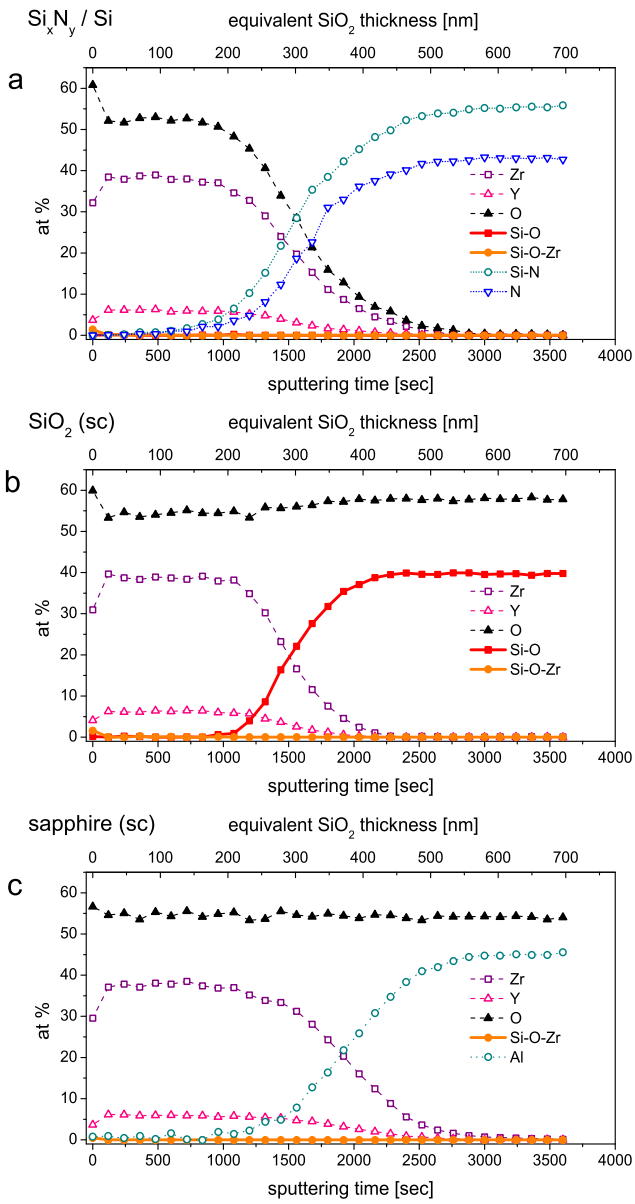 SiₓNᵧ / Si
equivalent SiO₂ thickness [nm]
0 100 200 300 400 500 600 700
a
60
50
40
30
20
10
0
at %
Zr
Y
O
Si-O
Si-O-Zr
Si-N
N
0 500 1000 1500 2000 2500 3000 3500 4000
sputtering time [sec]
SiO₂ (sc)
equivalent SiO₂ thickness [nm]
0 100 200 300 400 500 600 700
b
60
50
40
30
20
10
0
at %
Zr
Y
O
Si-O
Si-O-Zr
0 500 1000 1500 2000 2500 3000 3500 4000
sputtering time [sec]
sapphire (sc)
equivalent SiO₂ thickness [nm]
0 100 200 300 400 500 600 700
c
60
50
40
30
20
10
0
at %
Zr
Y
O
Si-O-Zr
Al
0 500 1000 1500 2000 2500 3000 3500 4000
sputtering time [sec]